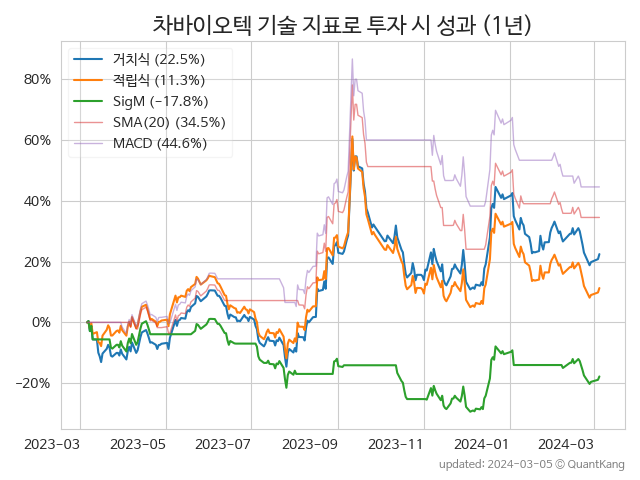 차바이오텍 기술 지표로 투자 시 성과 (1년)
거치식 (22.5%)
적립식 (11.3%)
SigM (−17.8%)
SMA(20) (34.5%)
MACD (44.6%)
80%
60%
40%
20%
0%
−20%
2023−03 2023−05 2023−07 2023−09 2023−11 2024−01 2024−03
updated: 2024-03-05 © QuantKang